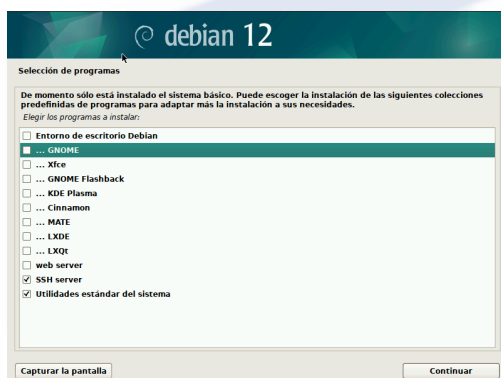 debian 12
Selección de programas
De momento sólo está instalado el sistema básico. Puede escoger la instalación de las siguientes colecciones
predefinidas de programas para adaptar más la instalación a sus necesidades.
Elegir los programas a instalar:
Entorno de escritorio Debian
... GNOME
... Xfce
... GNOME Flashback
... KDE Plasma
... Cinnamon
... MATE
... LXDE
... LXQt
web server
SSH server
Utilidades estándar del sistema
Capturar la pantalla
Continuar